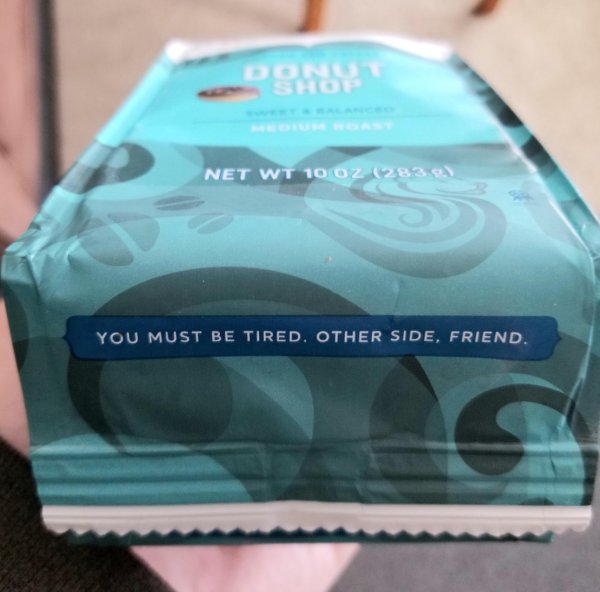 DONUT
SHOP
SWEET & BALANCED
MEDIUM ROAST
NET WT 10 OZ (283 g)
YOU MUST BE TIRED. OTHER SIDE, FRIEND.